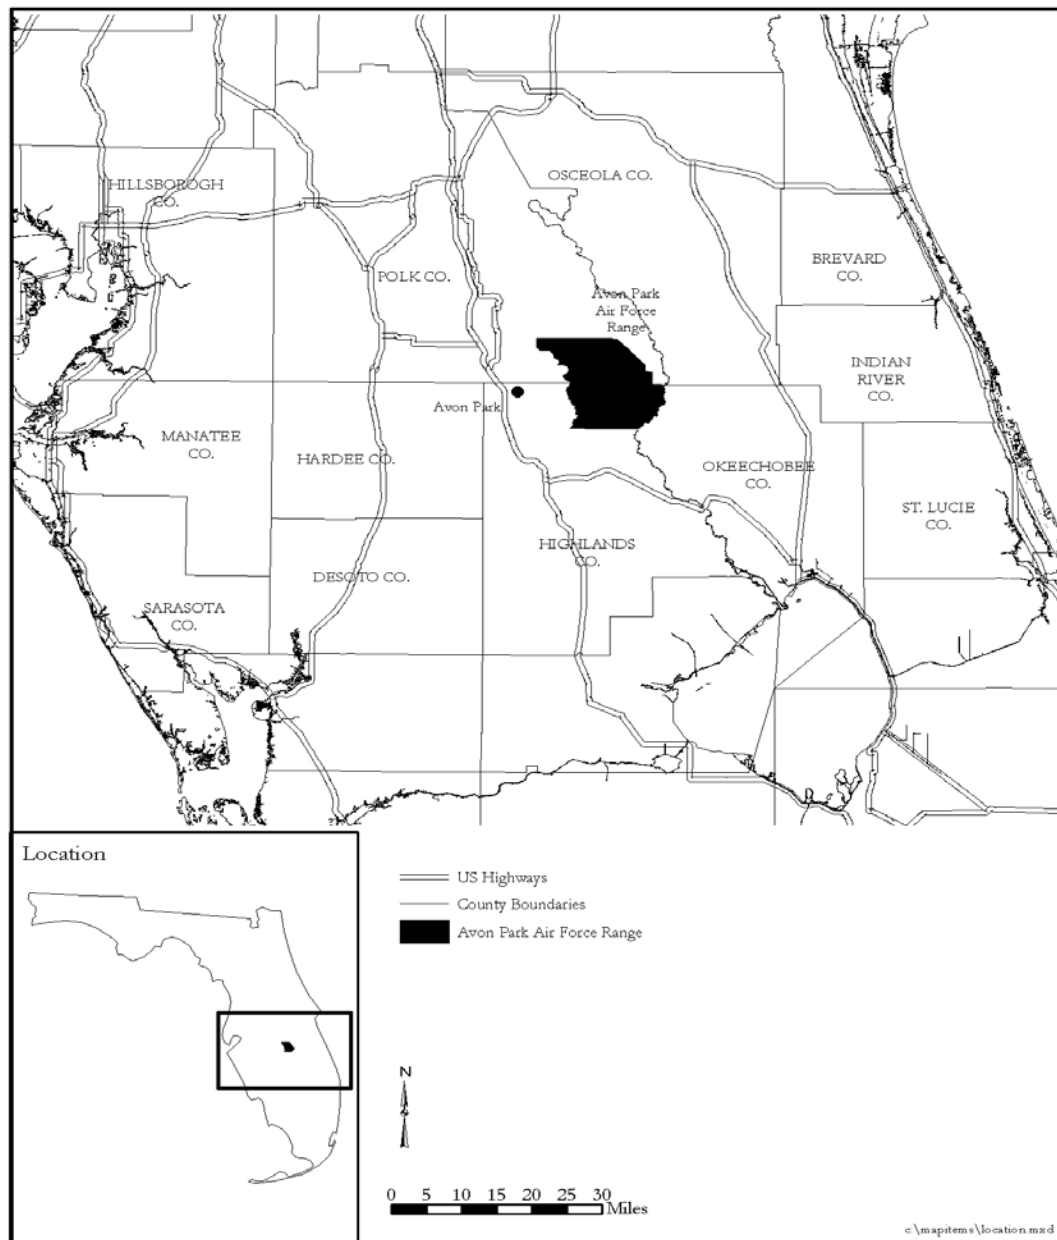 HILLSBOROGH
CO.
OSCEOLA CO.
POLK CO.
BREVARD
CO.
Avon Park
Air Force
Range
INDIAN
RIVER
CO.
Avon Park
MANATEE
CO.
HARDEE CO.
OKEECHOBEE
CO.
ST. LUCIE
CO.
HIGHLANDS
CO.
DESOTO CO.
SARASOTA
CO.
Location
US Highways
County Boundaries
Avon Park Air Force Range
N
0 5 10 15 20 25 30
Miles
c:\mapitems\location.mxd